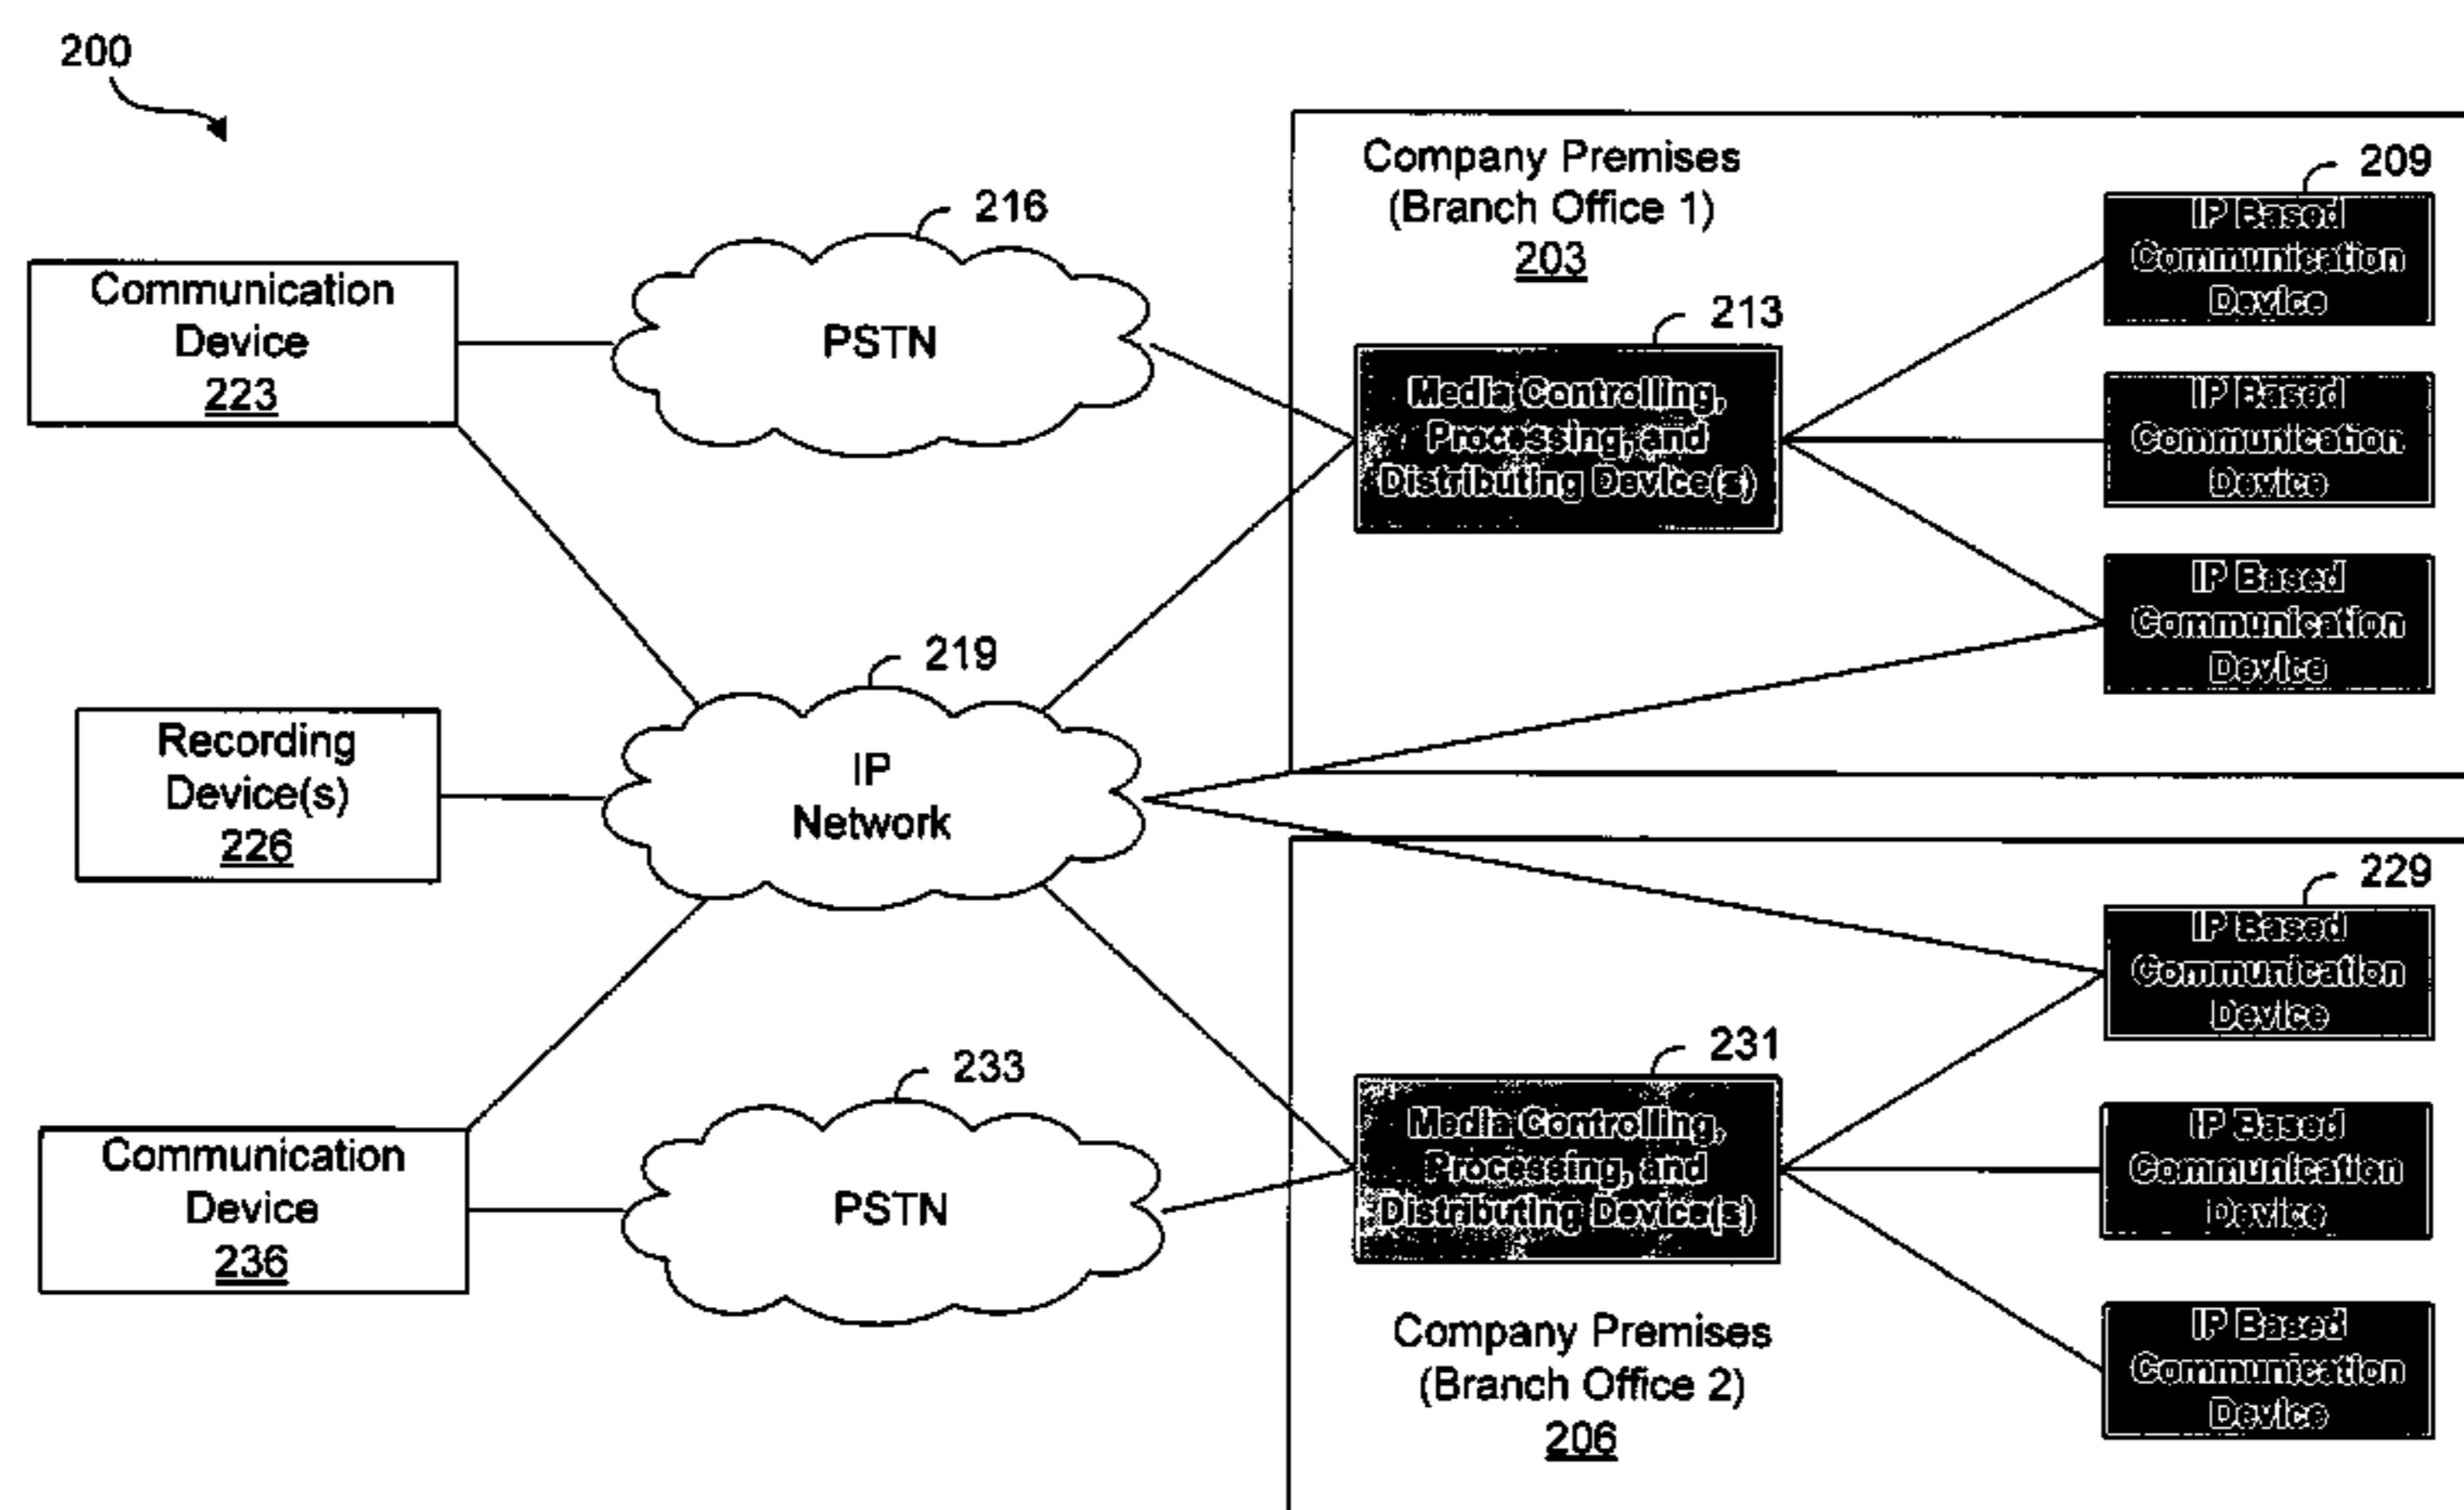 200
Communication
Device
223
216
PSTN
Company Premises
(Branch Office 1)
203
209
IP Based
Communication
Device
213
Media Controlling,
Processing, and
Distributing Device(s)
IP Based
Communication
Device
IP Based
Communication
Device
219
IP
Network
Recording
Device(s)
226
229
IP Based
Communication
Device
233
PSTN
Communication
Device
236
231
Media Controlling,
Processing, and
Distributing Device(s)
IP Based
Communication
Device
Company Premises
(Branch Office 2)
206
IP Based
Communication
Device